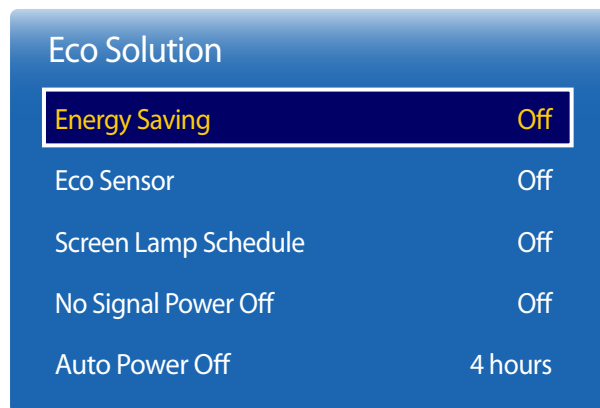 Eco Solution
Energy Saving Off
Eco Sensor Off
Screen Lamp Schedule Off
No Signal Power Off Off
Auto Power Off 4 hours